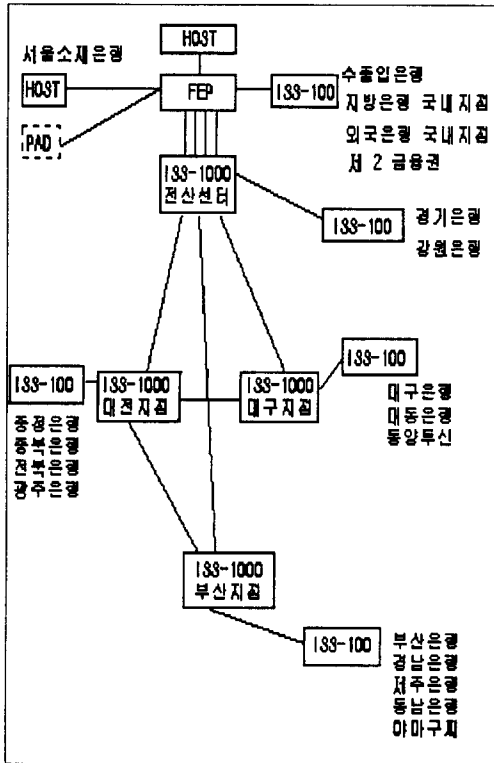 HOST
서울소재은행
HOST
FEP
ISS-100
수출입은행
지방은행 국내지점
외국은행 국내지점
제 2 금융권
PAD
ISS-1000
전산센터
ISS-100
경기은행
강원은행
ISS-100
ISS-1000
대전지점
ISS-1000
대구지점
ISS-100
충청은행
충북은행
전북은행
광주은행
대구은행
대동은행
동양투신
ISS-1000
부산지점
ISS-100
부산은행
경남은행
제주은행
동남은행
야마구찌